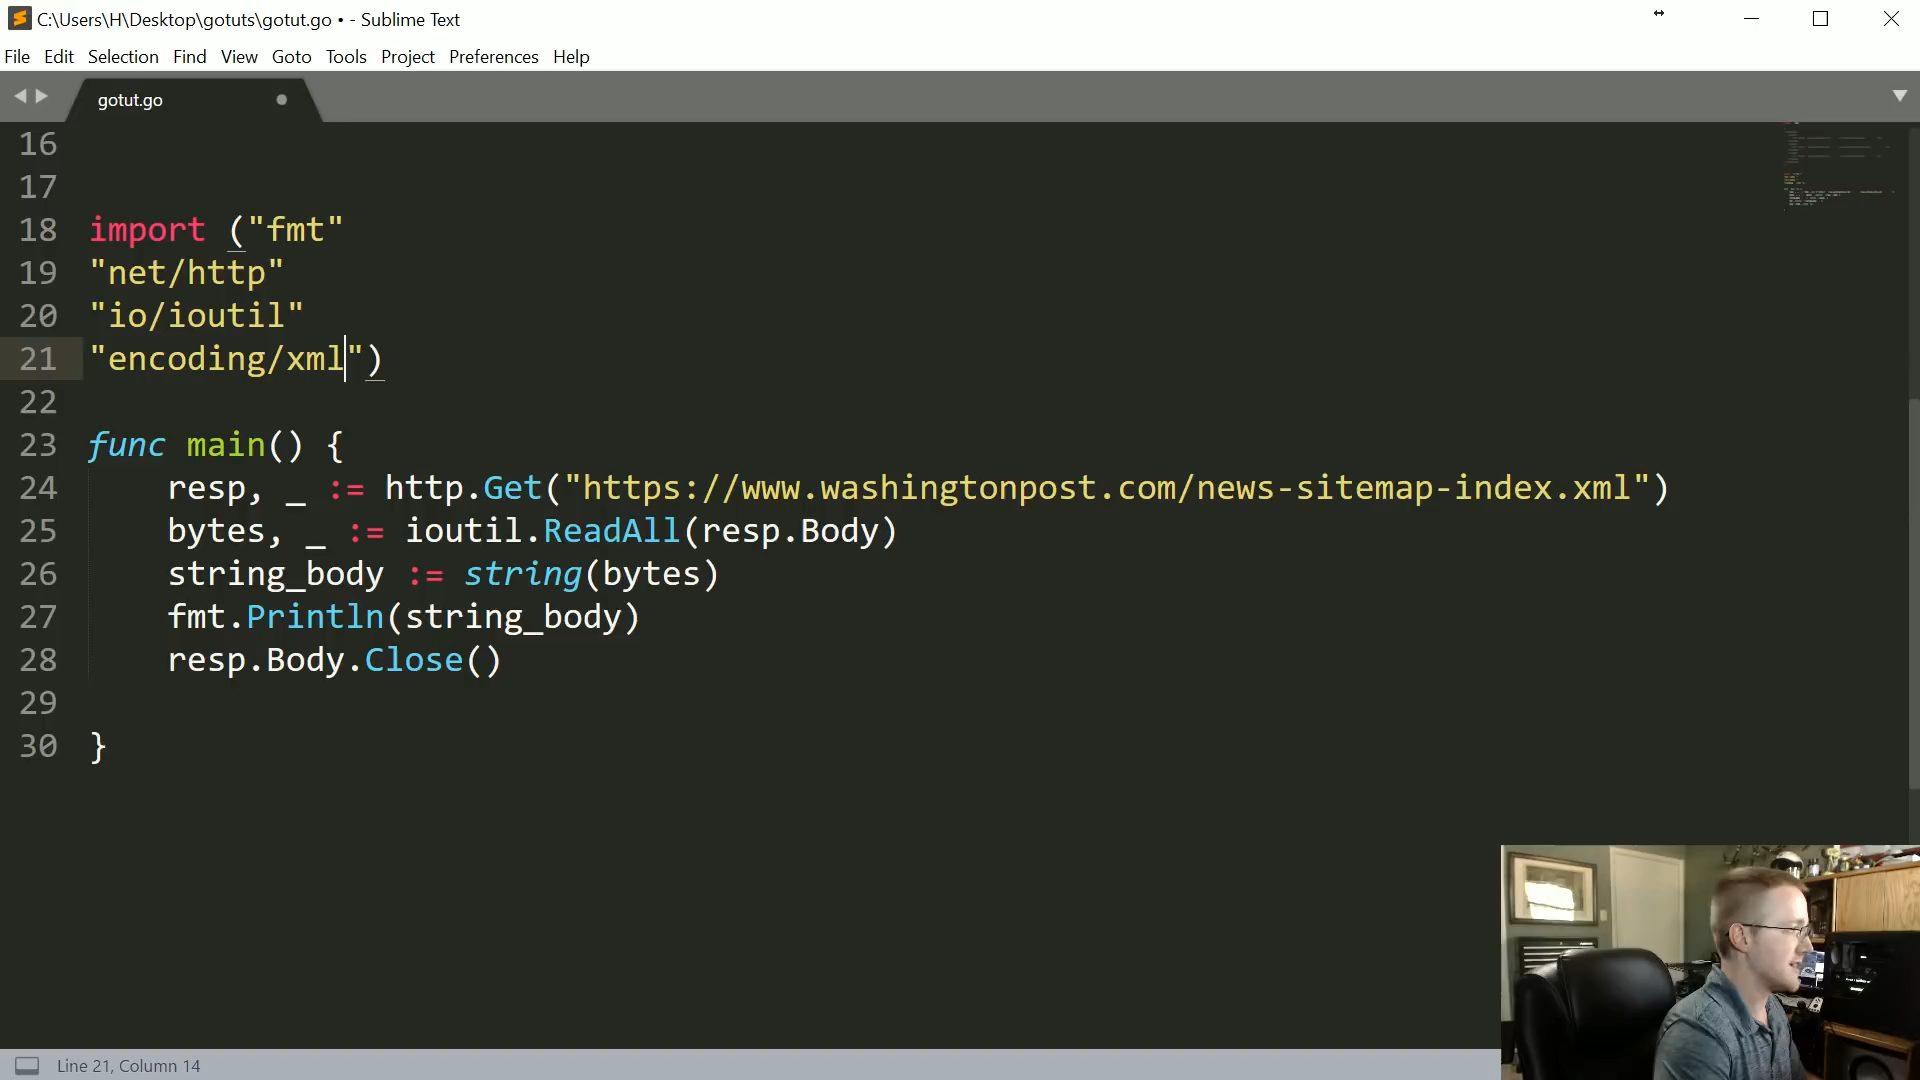 C:\Users\H\Desktop\gotuts\gotut.go • - Sublime Text
File Edit Selection Find View Goto Tools Project Preferences Help
gotut.go
16
17
18 import ("fmt"
19 "net/http"
20 "io/ioutil"
21 "encoding/xml")
22
23 func main() {
24 resp, _ := http.Get("https://www.washingtonpost.com/news-sitemap-index.xml")
25 bytes, _ := ioutil.ReadAll(resp.Body)
26 string_body := string(bytes)
27 fmt.Println(string_body)
28 resp.Body.Close()
29
30 }
Line 21, Column 14